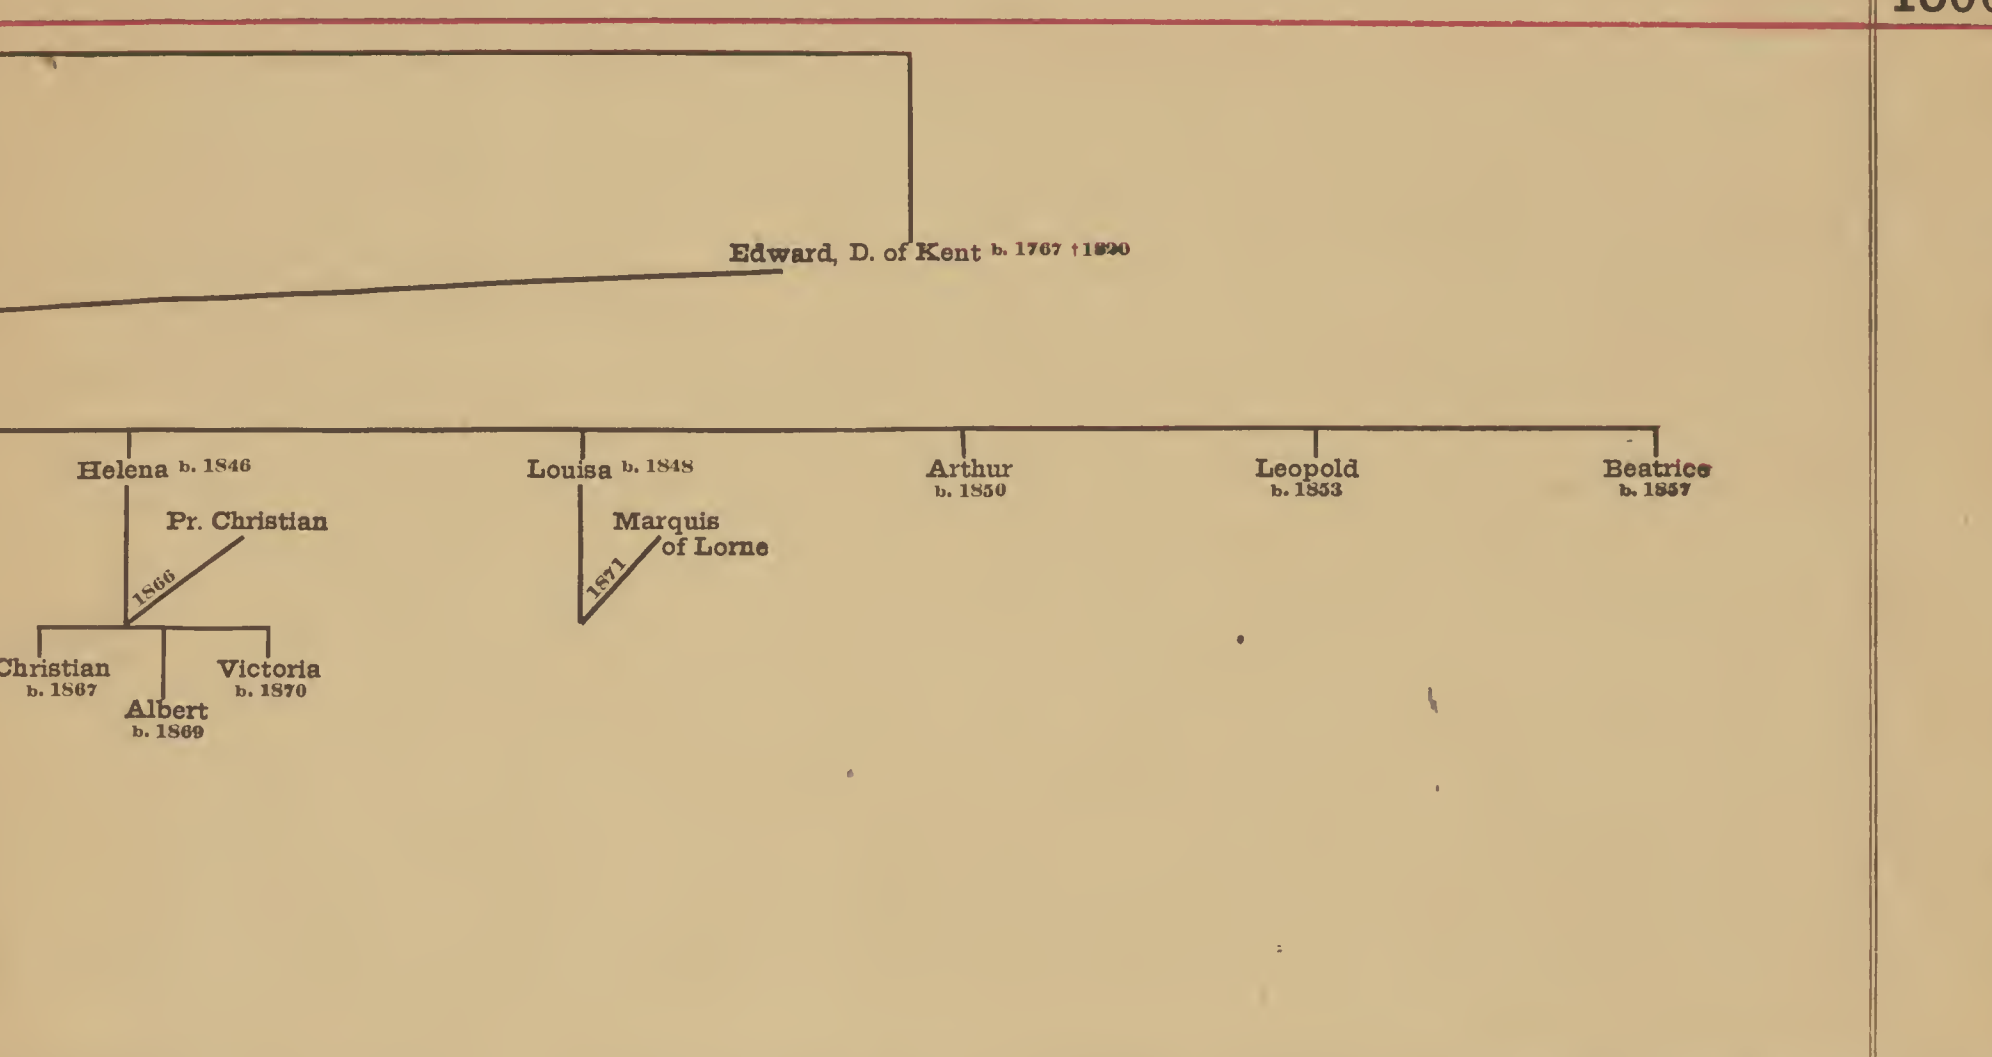 Edward, D. of Kent b. 1767 †1820
Helena b. 1846
Louisa b. 1848
Arthur
b. 1850
Leopold
b. 1853
Beatrice
b. 1857
Pr. Christian
1866
Marquis
of Lorne
1871
Christian
b. 1867
Albert
b. 1869
Victoria
b. 1870